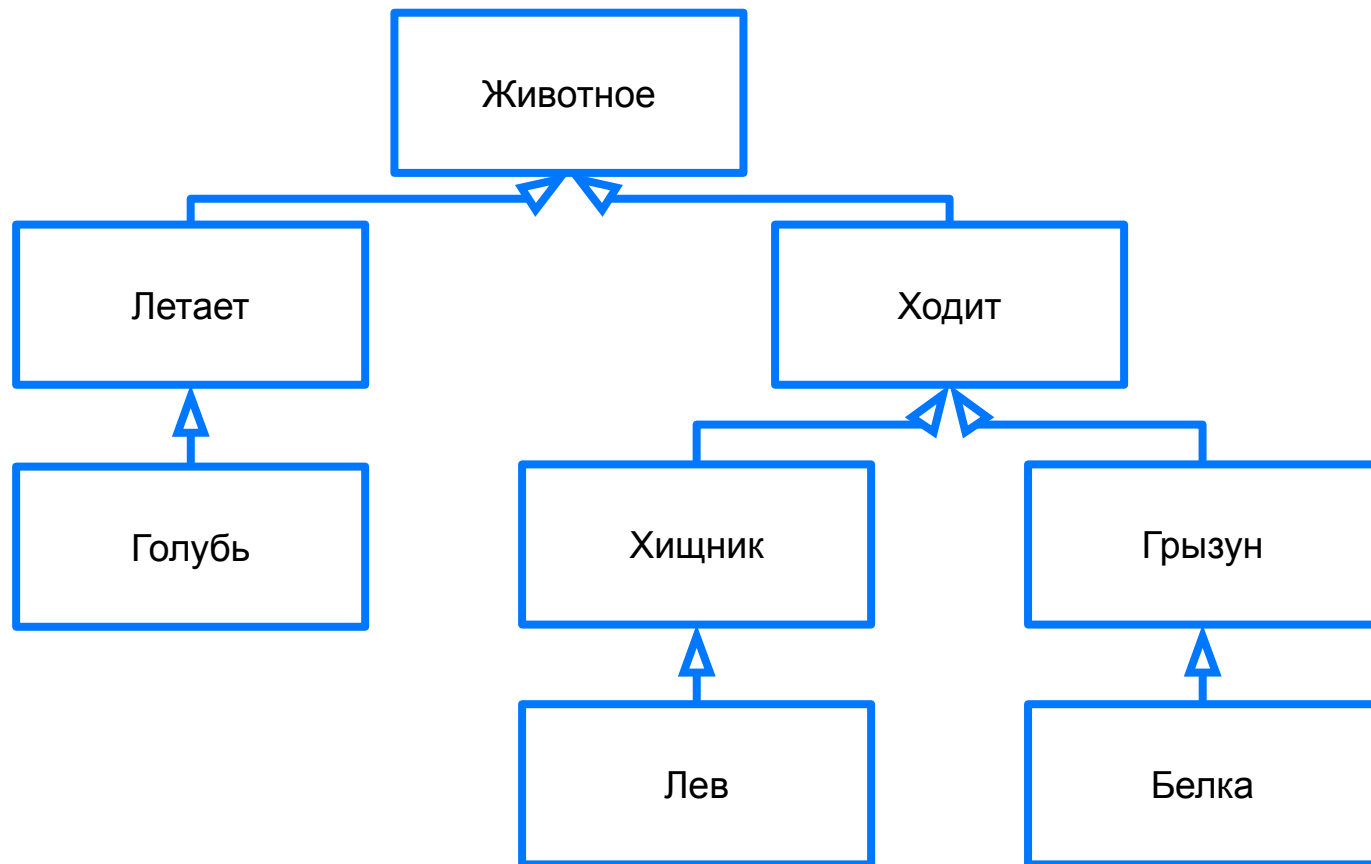 Животное
Летает
Ходит
Голубь
Хищник
Грызун
Лев
Белка